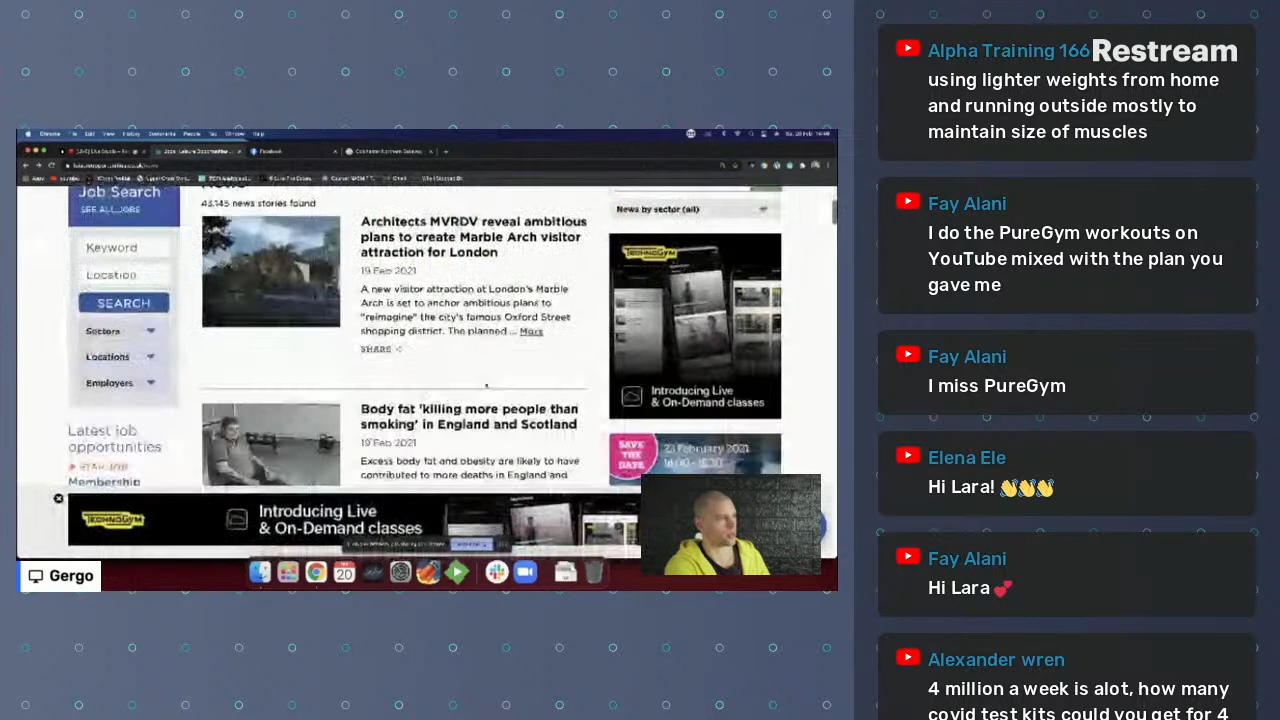 Job Search
SEE ALL JOBS
Keyword
Location
SEARCH
Sectors
Locations
Employers
Latest job
opportunities
Membership
43,145 news stories found
Architects MVRDV reveal ambitious
plans to create Marble Arch visitor
attraction for London
19 Feb 2021
A new visitor attraction at London's Marble
Arch is set to anchor ambitious plans to
"reimagine" the city's famous Oxford Street
shopping district. The planned ... More
SHARE
Body fat 'killing more people than
smoking' in England and Scotland
19 Feb 2021
Excess body fat and obesity are likely to have
contributed to more deaths in England and
News by sector (all)
TECHNOGYM
Introducing Live
& On-Demand classes
SAVE
THE
DATE
TECHNOGYM
Introducing Live
& On-Demand classes
Gergo
Restream
Alpha Training 166
using lighter weights from home
and running outside mostly to
maintain size of muscles
Fay Alani
I do the PureGym workouts on
YouTube mixed with the plan you
gave me
Fay Alani
I miss PureGym
Elena Ele
Hi Lara! 👋👋👋
Fay Alani
Hi Lara 💕
Alexander wren
4 million a week is alot, how many
covid test kits could you get for 4